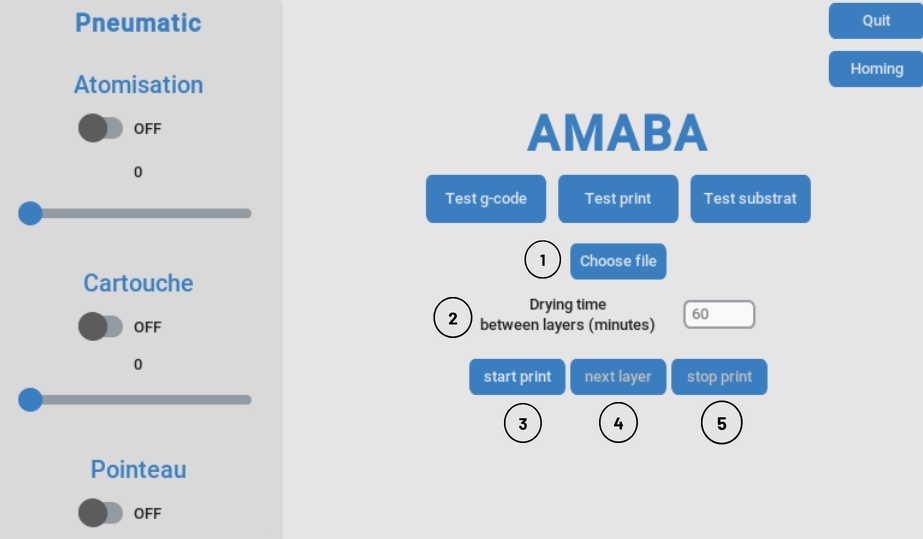 Pneumatic
Atomisation
OFF
0
Cartouche
OFF
0
Pointeau
OFF
Quit
Homing
AMABA
Test g-code Test print Test substrat
1 Choose file
Drying time
2 between layers (minutes) 60
start print next layer stop print
3 4 5